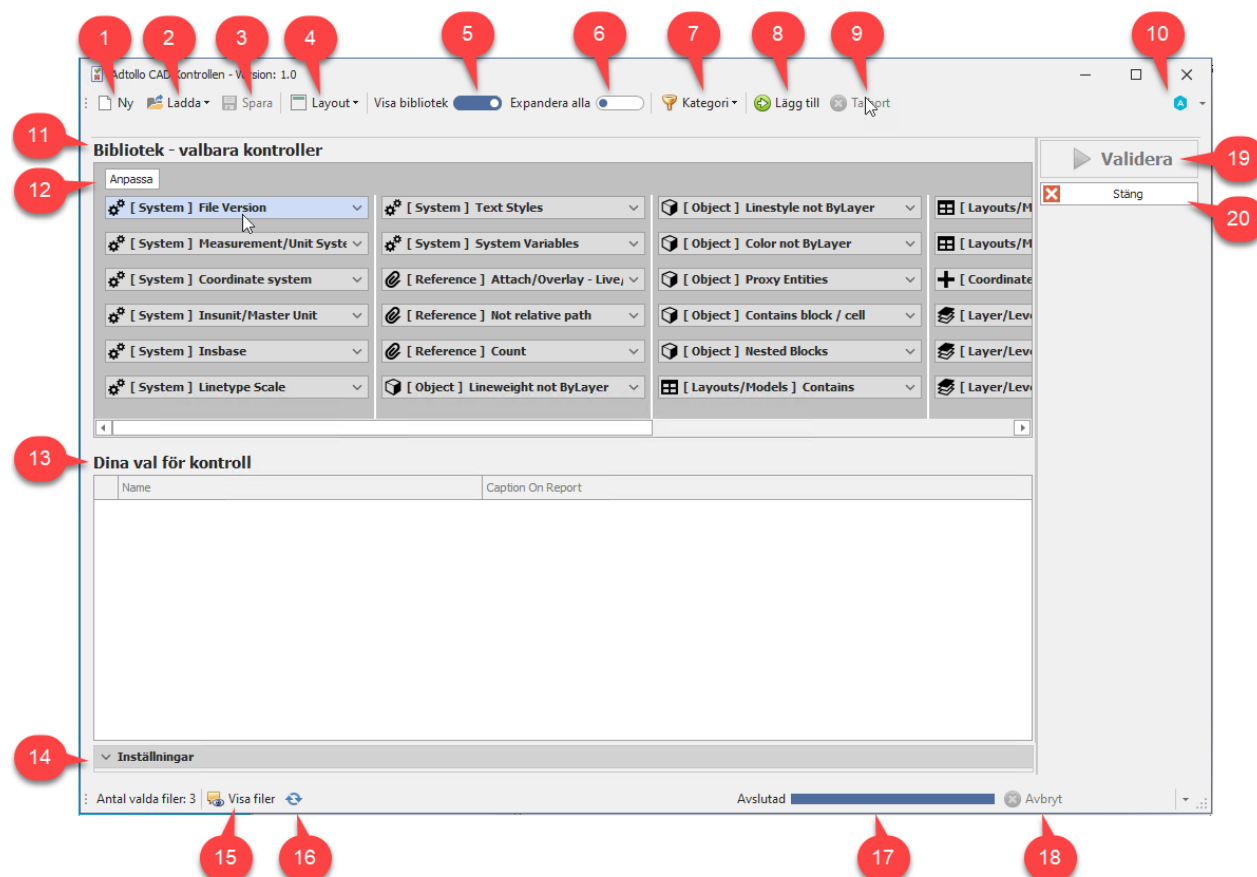 1 2 3 4 5 6 7 8 9 10
Adtollo CAD Kontrollen - Version: 1.0
Ny Ladda Spara Layout Visa bibliotek Expandera alla Kategori Lägg till Ta bort
11
Bibliotek - valbara kontroller
Validera 19
12
Anpassa
Stäng
20
[ System ] File Version
[ System ] Text Styles
[ Object ] Linestyle not ByLayer
[ Layouts/M
[ System ] Measurement/Unit Syste
[ System ] System Variables
[ Object ] Color not ByLayer
[ Layouts/M
[ System ] Coordinate system
[ Reference ] Attach/Overlay - Live/
[ Object ] Proxy Entities
[ Coordinate
[ System ] Insunit/Master Unit
[ Reference ] Not relative path
[ Object ] Contains block / cell
[ Layer/Leve
[ System ] Insbase
[ Reference ] Count
[ Object ] Nested Blocks
[ Layer/Leve
[ System ] Linetype Scale
[ Object ] Lineweight not ByLayer
[ Layouts/Models ] Contains
[ Layer/Leve
13
Dina val för kontroll
Name
Caption On Report
14
Inställningar
Antal valda filer: 3 Visa filer
Avslutad
Avbryt
15 16 17 18